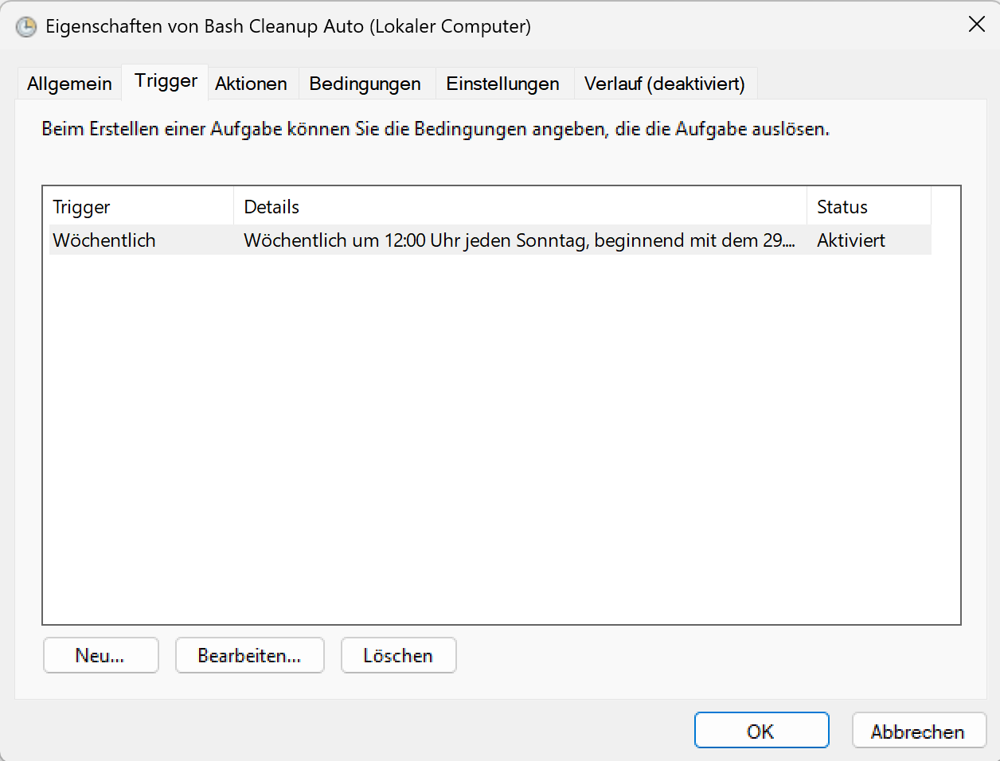 Eigenschaften von Bash Cleanup Auto (Lokaler Computer)
Allgemein Trigger Aktionen Bedingungen Einstellungen Verlauf (deaktiviert)
Beim Erstellen einer Aufgabe können Sie die Bedingungen angeben, die die Aufgabe auslösen.
Trigger Details Status
Wöchentlich Wöchentlich um 12:00 Uhr jeden Sonntag, beginnend mit dem 29.... Aktiviert
Neu... Bearbeiten... Löschen
OK Abbrechen